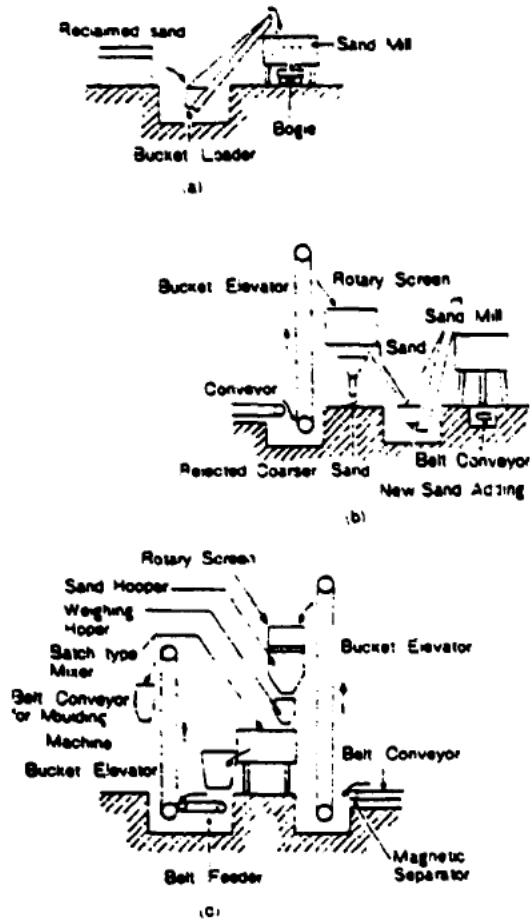 Reclaimed sand
Sand Mill
Bogie
Bucket Loader
(a)
Bucket Elevator
Rotary Screen
Sand Mill
Sand
Conveyor
Rejected Coarser Sand
Belt Conveyor
New Sand Adding
(b)
Rotary Screen
Sand Hooper
Weighing
Hoper
Batch type
Mixer
Bucket Elevator
Belt Conveyor
for Moulding
Machine
Belt Conveyor
Bucket Elevator
Magnetic
Separator
Belt Feeder
(c)